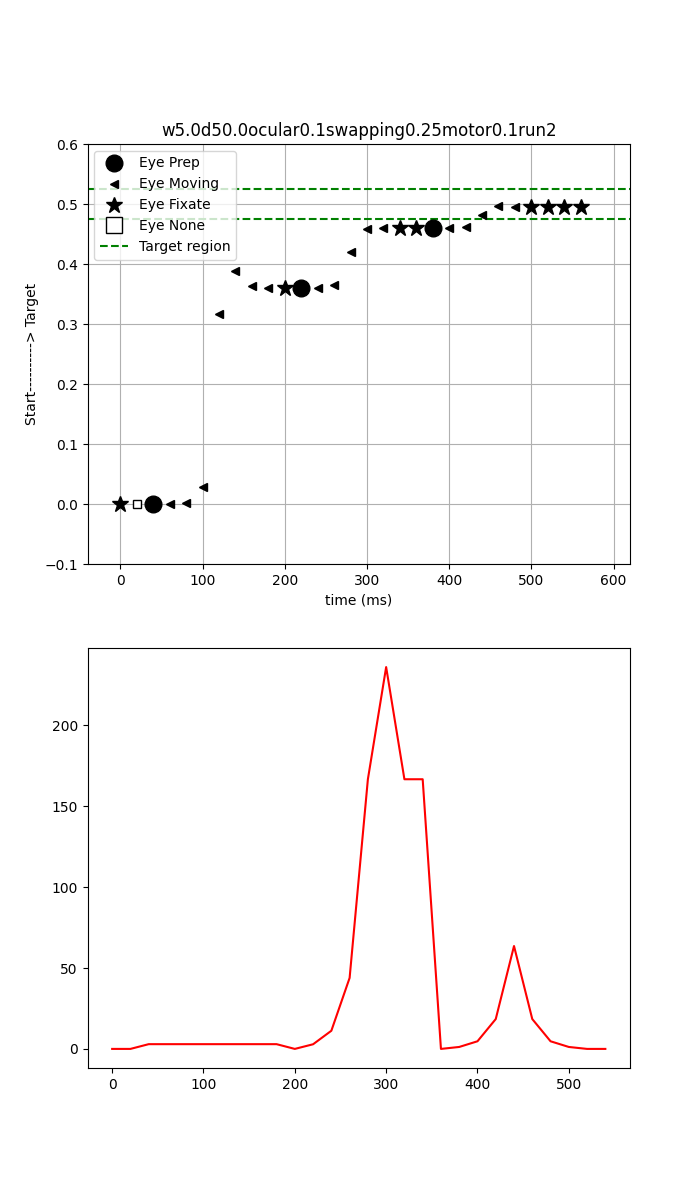 w5.0d50.0ocular0.1swapping0.25motor0.1run2
0.6
0.5
0.4
0.3
0.2
0.1
0.0
−0.1
Start----------> Target
Eye Prep
Eye Moving
Eye Fixate
Eye None
Target region
0 100 200 300 400 500 600
time (ms)
200
150
100
50
0
0 100 200 300 400 500